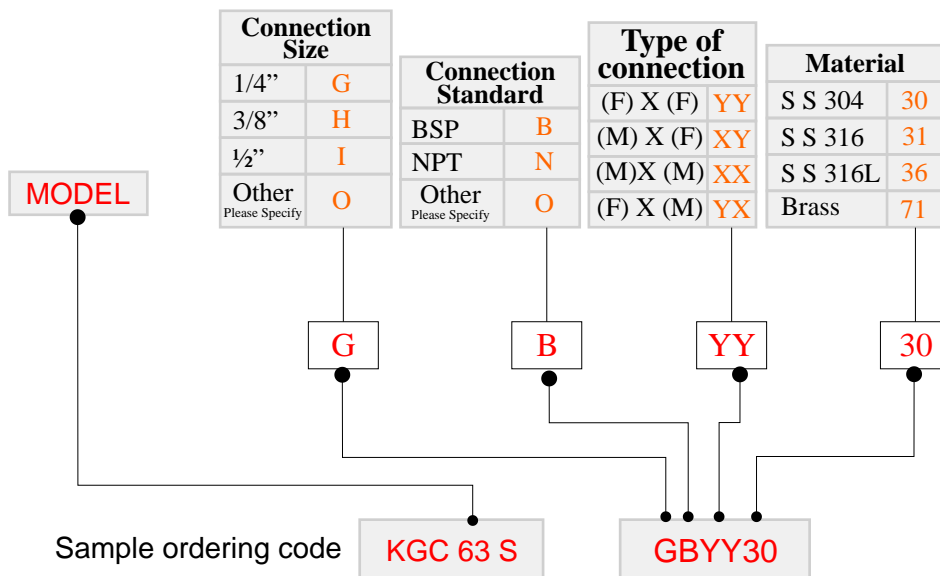 Connection
Size
1/4” G
3/8” H
½” I
Other
Please Specify O
Connection
Standard
BSP B
NPT N
Other
Please Specify O
Type of
connection
(F) X (F) YY
(M) X (F) XY
(M)X (M) XX
(F) X (M) YX
Material
S S 304 30
S S 316 31
S S 316L 36
Brass 71
MODEL
G B YY 30
Sample ordering code KGC 63 S GBYY30